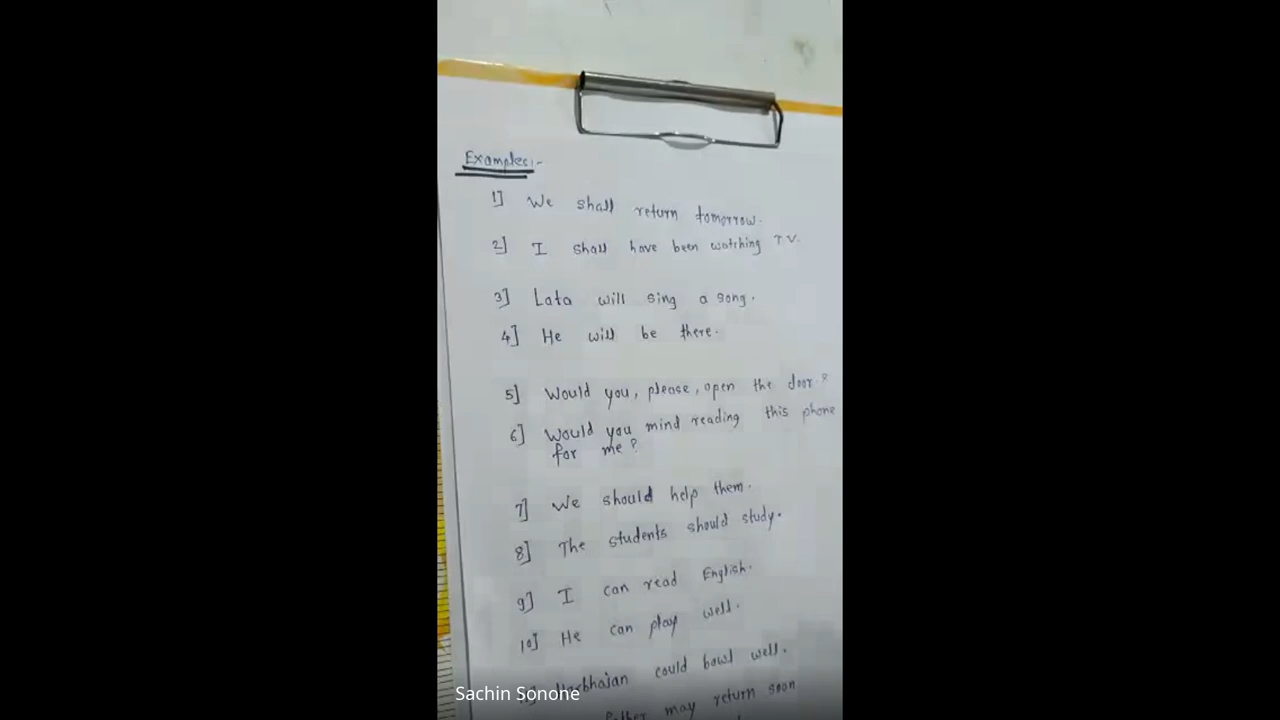 Examples:-
1] We shall return tomorrow.
2] I shall have been watching T.V.
3] Lata will sing a song.
4] He will be there.
5] Would you, please, open the door?
6] Would you mind reading this phone
for me?
7] We should help them.
8] The students should study.
9] I can read English.
10] He can play well.
Harbhajan could bowl well.
may return soon
Sachin Sonone